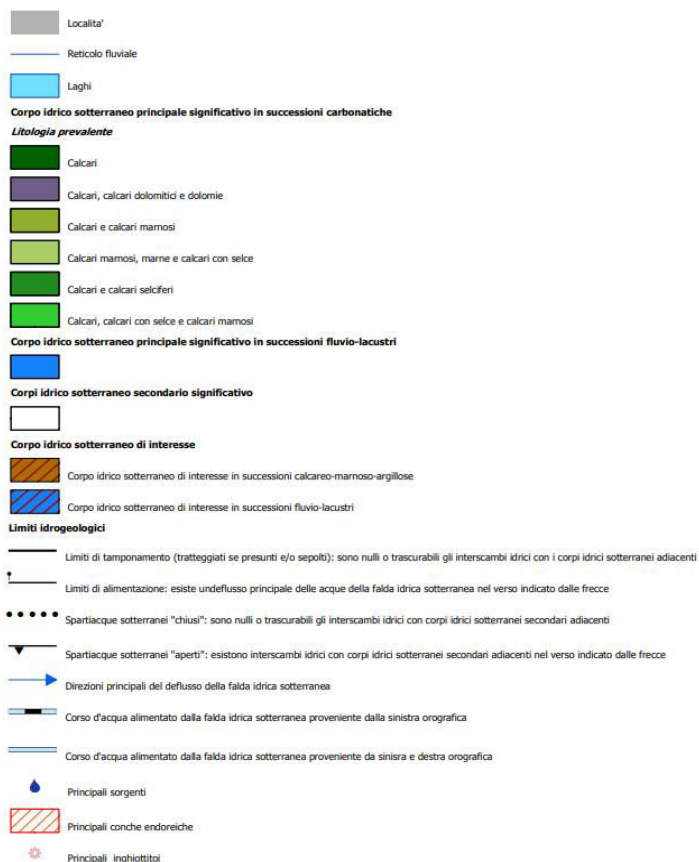 Localita'
Reticolo fluviale
Laghi
Corpo idrico sotterraneo principale significativo in successioni carbonatiche
Litologia prevalente
Calcari
Calcari, calcari dolomitici e dolomie
Calcari e calcari marnosi
Calcari marnosi, marne e calcari con selce
Calcari e calcari selciferi
Calcari, calcari con selce e calcari marnosi
Corpo idrico sotterraneo principale significativo in successioni fluvio-lacustri
Corpi idrico sotterraneo secondario significativo
Corpo idrico sotterraneo di interesse
Corpo idrico sotterraneo di interesse in successioni calcareo-marnoso-argillose
Corpo idrico sotterraneo di interesse in successioni fluvio-lacustri
Limiti idrogeologici
Limiti di tamponamento (tratteggiati se presunti e/o sepolti): sono nulli o trascurabili gli interscambi idrici con i corpi idrici sotterranei adiacenti
Limiti di alimentazione: esiste undeflusso principale delle acque della falda idrica sotterranea nel verso indicato dalle frecce
Spartiacque sotterranei "chiusi": sono nulli o trascurabili gli interscambi idrici con corpi idrici sotterranei secondari adiacenti
Spartiacque sotterranei "aperti": esistono interscambi idrici con corpi idrici sotterranei secondari adiacenti nel verso indicato dalle frecce
Direzioni principali del deflusso della falda idrica sotterranea
Corso d'acqua alimentato dalla falda idrica sotterranea proveniente dalla sinistra orografica
Corso d'acqua alimentato dalla falda idrica sotterranea proveniente da sinisra e destra orografica
Principali sorgenti
Principali conche endoreiche
Principali inghiottitoi